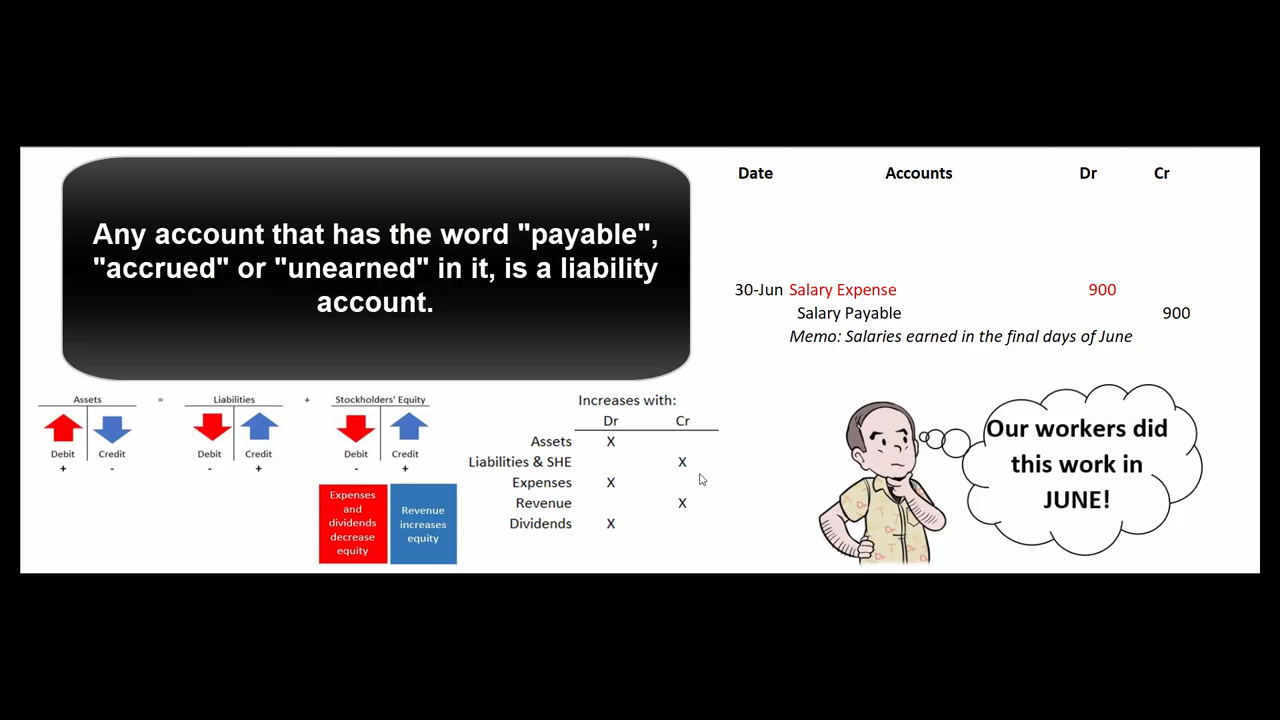 Any account that has the word "payable",
"accrued" or "unearned" in it, is a liability
account.
Date Accounts Dr Cr
30-Jun Salary Expense 900
Salary Payable 900
Memo: Salaries earned in the final days of June
Assets = Liabilities + Stockholders' Equity
Debit Credit Debit Credit Debit Credit
+ - - + - +
Expenses
and
dividends
decrease
equity
Revenue
increases
equity
Increases with:
Dr Cr
Assets X
Liabilities & SHE X
Expenses X
Revenue X
Dividends X
Our workers did
this work in
JUNE!